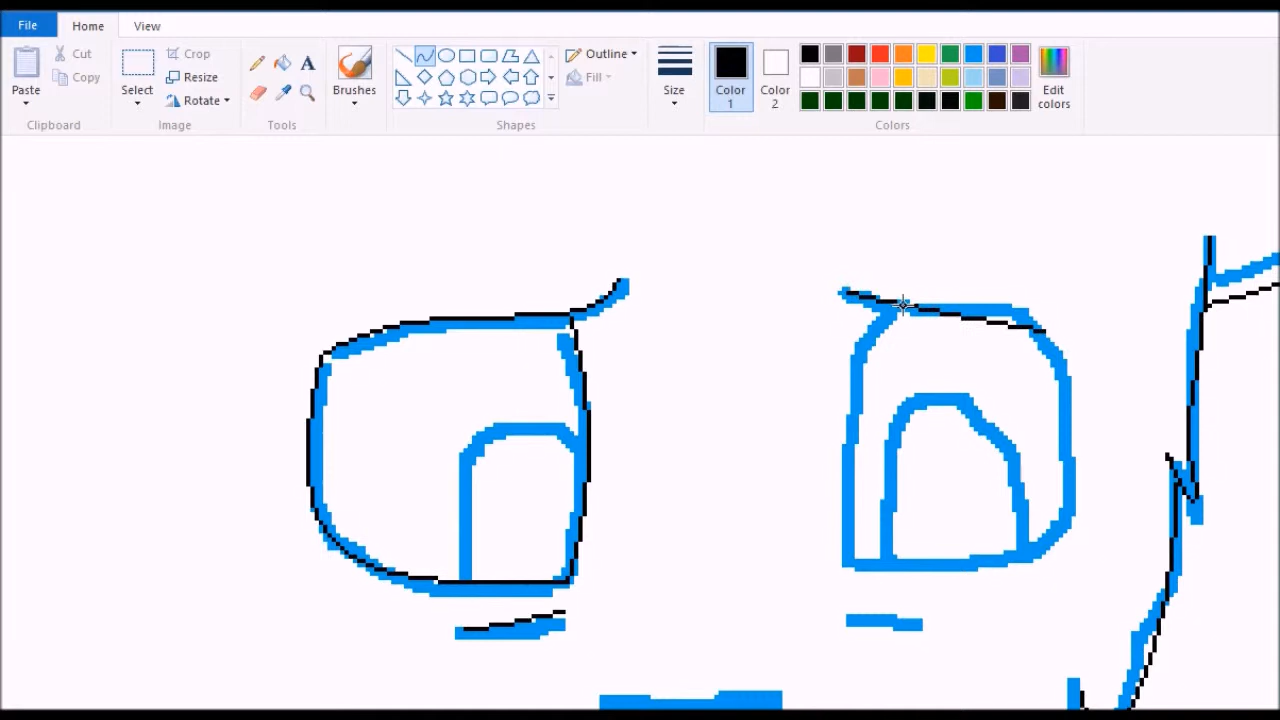 File Home View
Paste Cut Copy Select Crop Resize Rotate A Brushes Outline Fill Size Color 1 Color 2 Edit colors
Clipboard Image Tools Shapes Colors